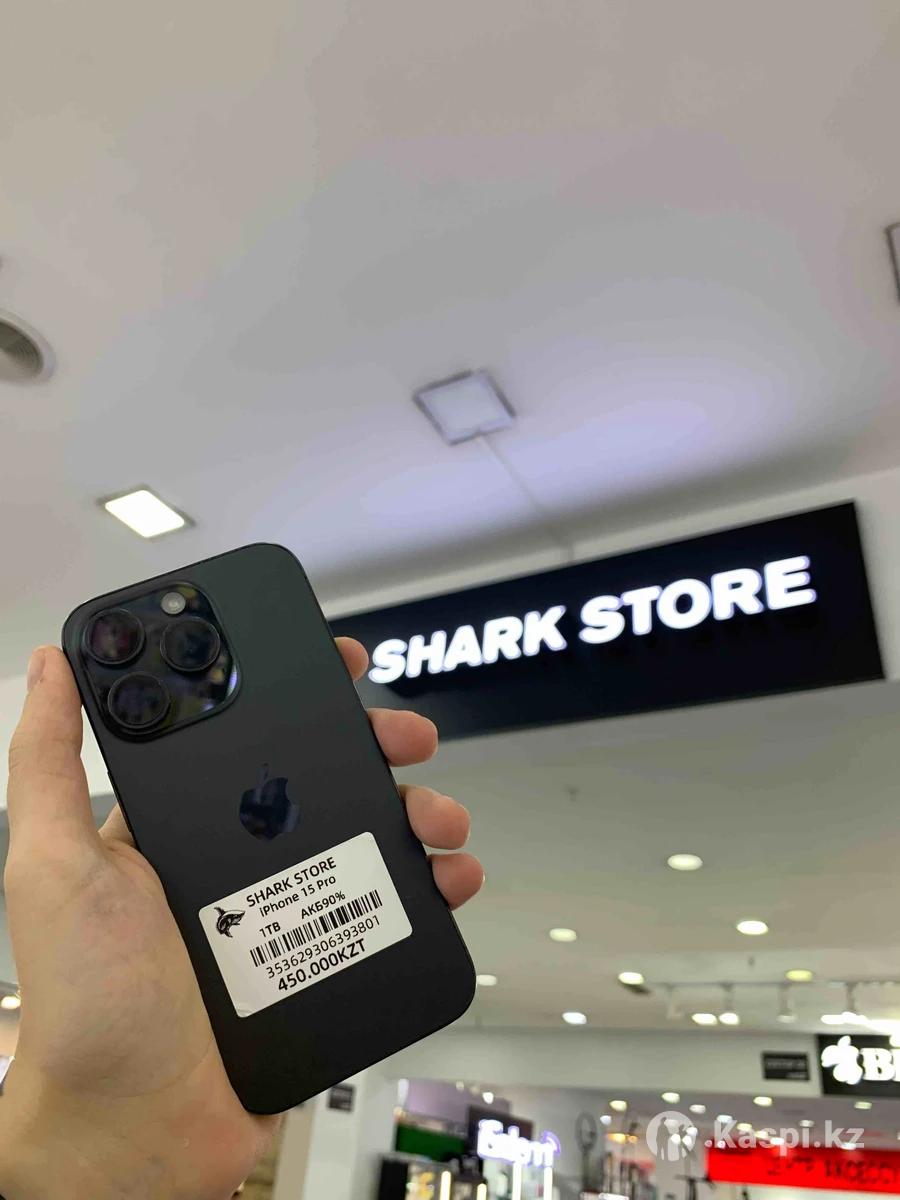 SHARK STORE
SHARK STORE
iPhone 15 Pro
1TB АКБ90%
353629306393801
450.000KZT
.Kaspi.kz